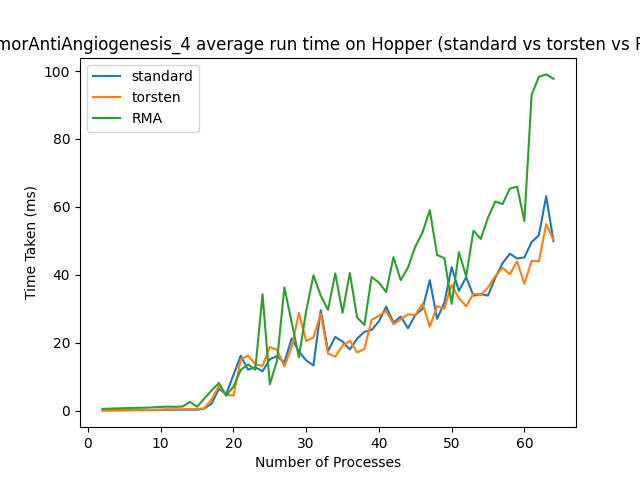 morAntiAngiogenesis_4 average run time on Hopper (standard vs torsten vs
standard
torsten
RMA
Time Taken (ms)
100
80
60
40
20
0
0 10 20 30 40 50 60
Number of Processes